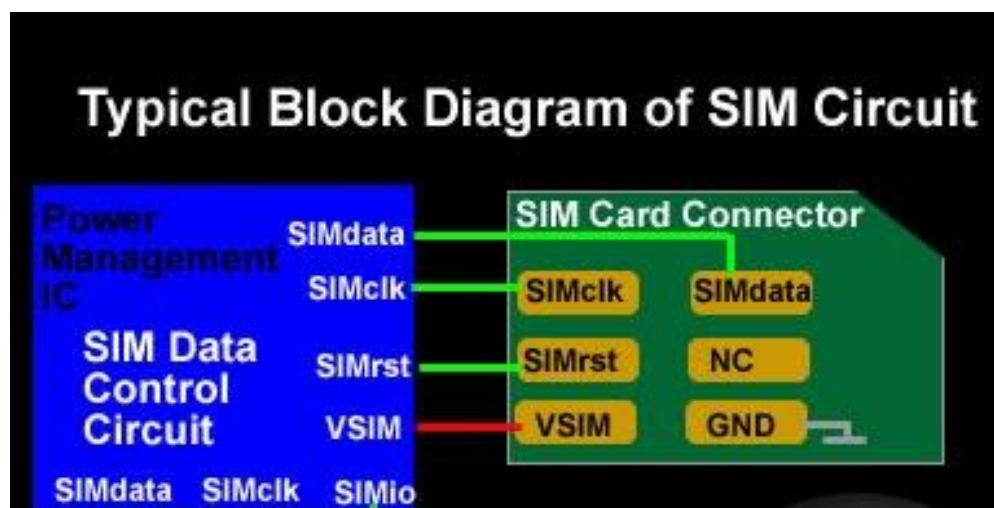 Typical Block Diagram of SIM Circuit
Power
Management
IC
SIM Data
Control
Circuit
SIMdata
SIMclk
SIMrst
VSIM
SIMdata SIMclk SIMio
SIM Card Connector
SIMclk SIMdata
SIMrst NC
VSIM GND